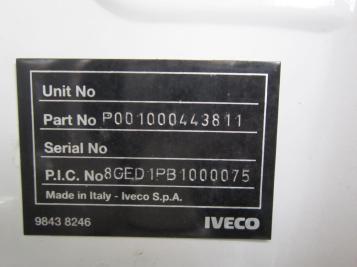 Unit No
Part No P001000443811
Serial No
P.I.C. No 8GED1PB1000075
Made in Italy - Iveco S.p.A.
9843 8246 IVECO